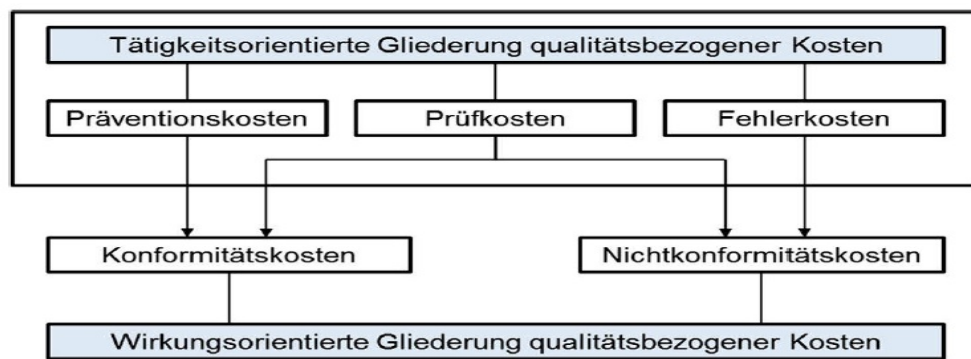 Tätigkeitsorientierte Gliederung qualitätsbezogener Kosten
Präventionskosten
Prüfkosten
Fehlerkosten
Konformitätskosten
Nichtkonformitätskosten
Wirkungsorientierte Gliederung qualitätsbezogener Kosten